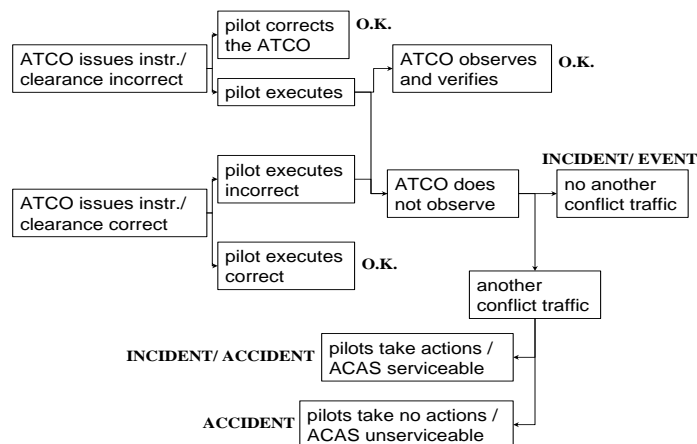 pilot corrects
the ATCO
O.K.
ATCO issues instr./
clearance incorrect
pilot executes
ATCO observes
and verifies
O.K.
INCIDENT/ EVENT
pilot executes
incorrect
ATCO does
not observe
no another
conflict traffic
ATCO issues instr./
clearance correct
pilot executes
correct
O.K.
another
conflict traffic
INCIDENT/ ACCIDENT
pilots take actions /
ACAS serviceable
ACCIDENT
pilots take no actions /
ACAS unserviceable